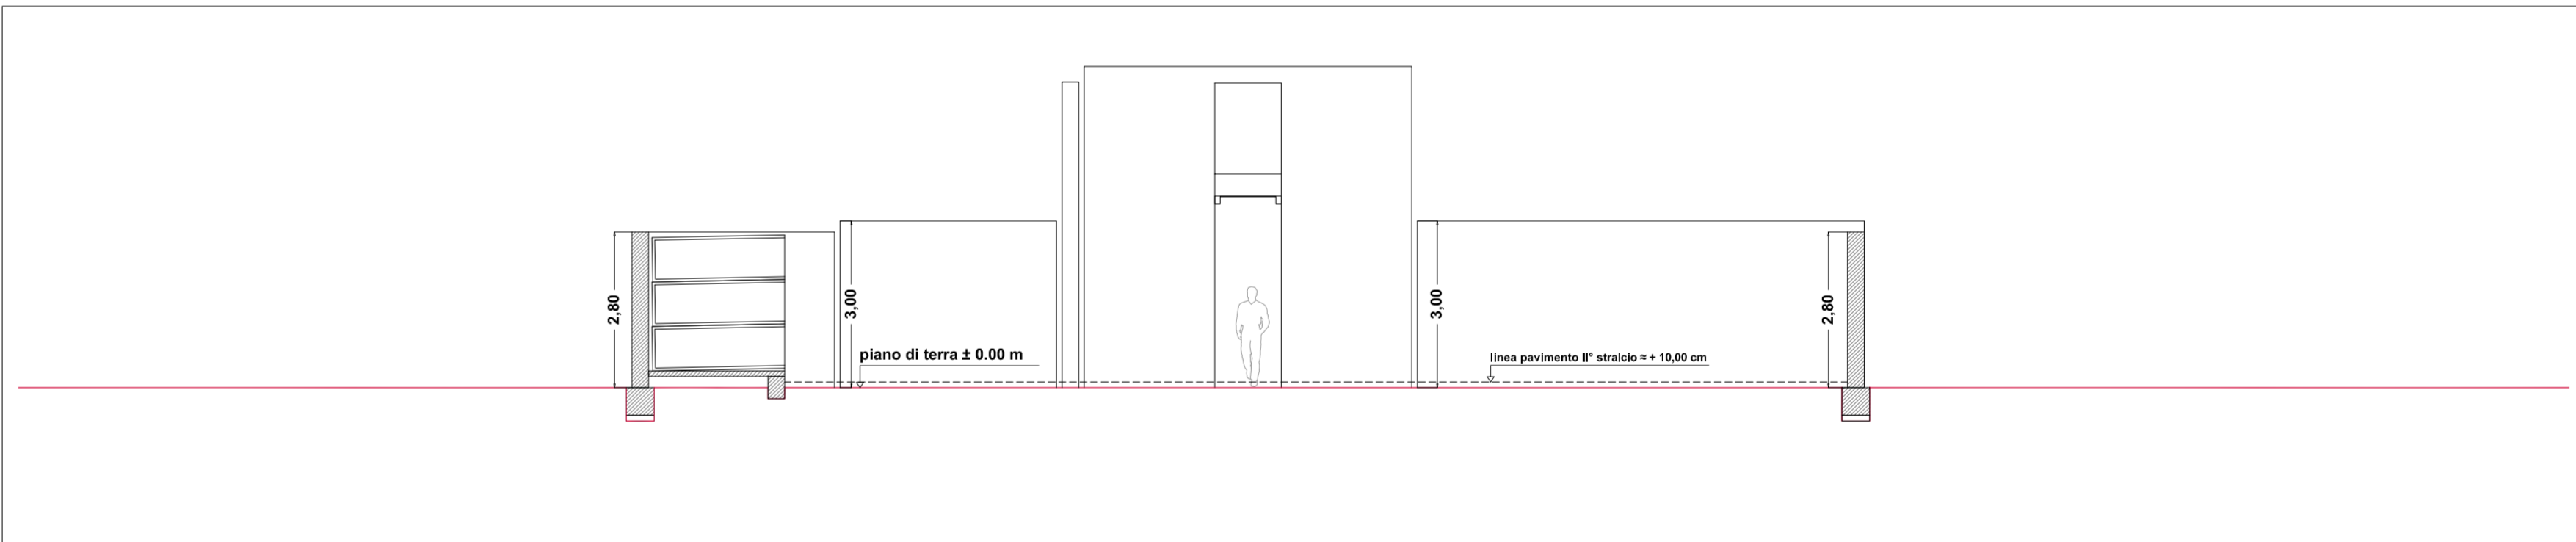 2,80
3,00
piano di terra ± 0.00 m
3,00
linea pavimento II° stralcio ≈ + 10,00 cm
2,80